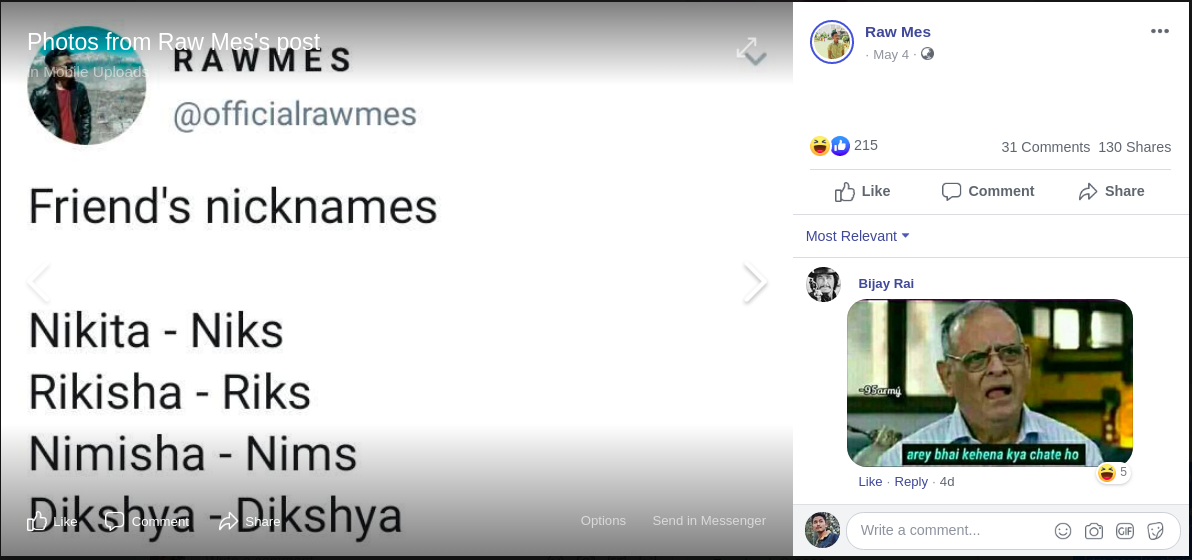 Photos from Raw Mes's post
in Mobile Uploads
RAWMES
@officialrawmes
Friend's nicknames
Nikita - Niks
Rikisha - Riks
Nimisha - Nims
Dikshya - Dikshya
Like Comment Share Options Send in Messenger
Raw Mes
· May 4 ·
215 31 Comments 130 Shares
Like Comment Share
Most Relevant
Bijay Rai
-95army
arey bhai kehena kya chate ho
5
Like · Reply · 4d
Write a comment...
GIF